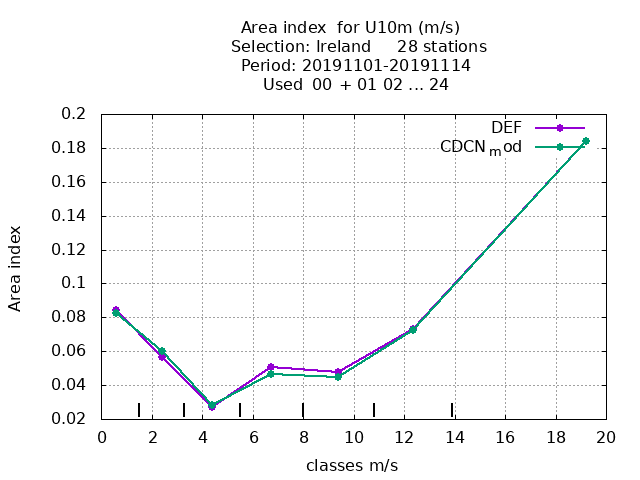 Area index  for U10m (m/s)
Selection: Ireland     28 stations
Period: 20191101-20191114
Used  00 + 01 02 ... 24
0.2
0.18
0.16
0.14
0.12
0.1
0.08
0.06
0.04
0.02
Area index
DEF
CDCNmod
0 2 4 6 8 10 12 14 16 18 20
classes m/s